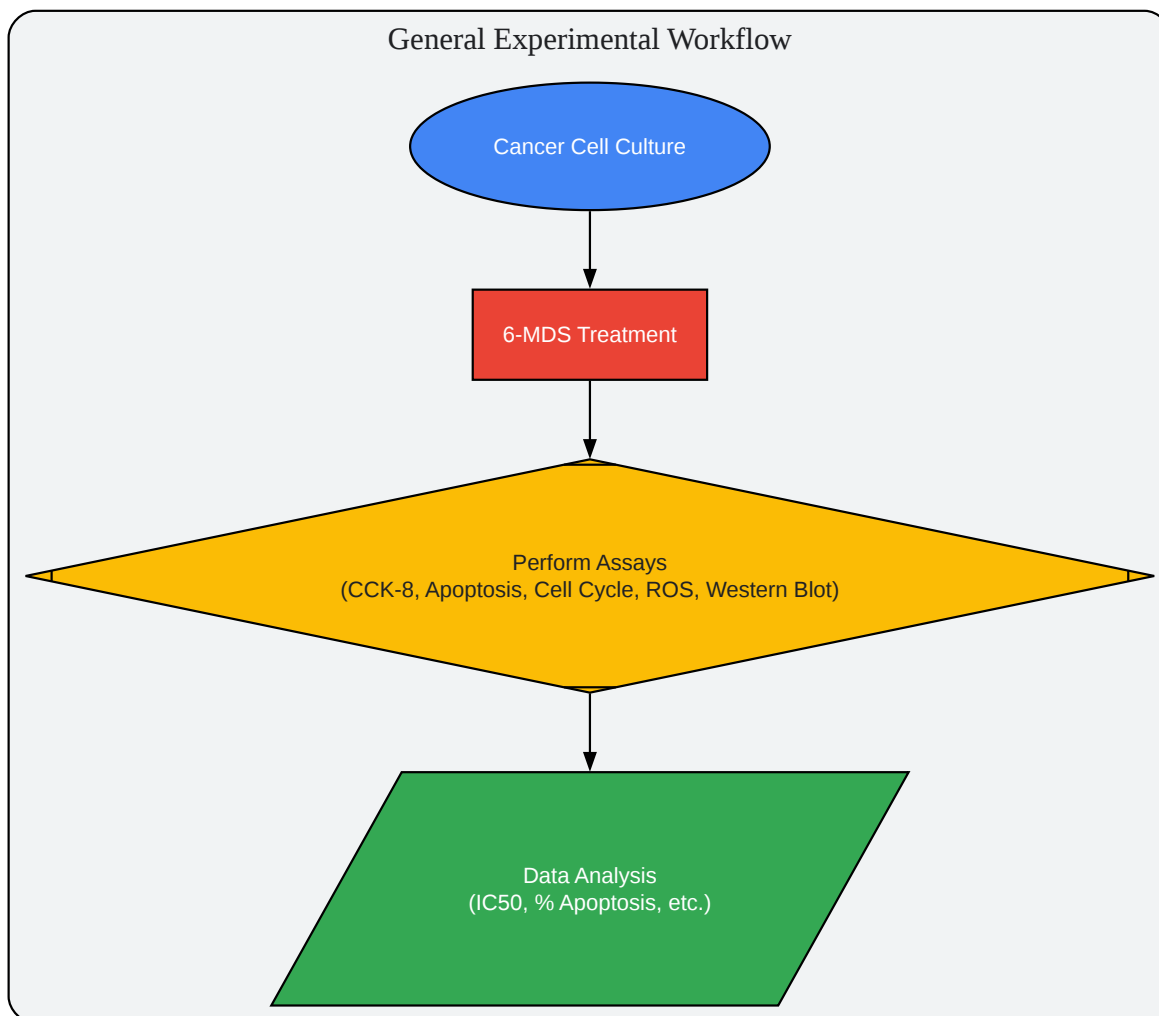 General Experimental Workflow
Cancer Cell Culture
6-MDS Treatment
Perform Assays
(CCK-8, Apoptosis, Cell Cycle, ROS, Western Blot)
Data Analysis
(IC50, % Apoptosis, etc.)